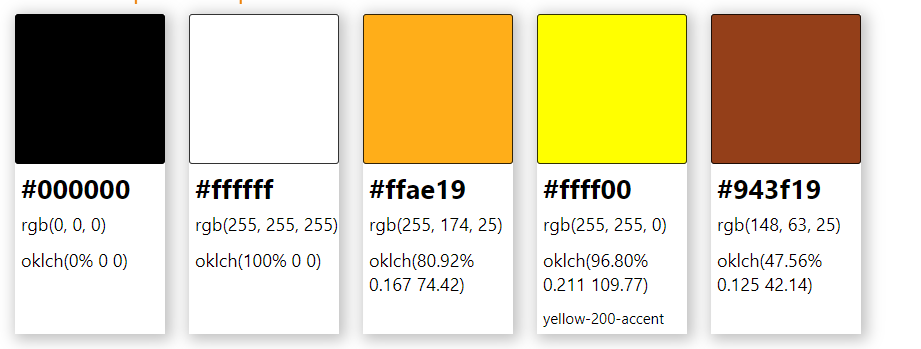 #000000
rgb(0, 0, 0)
oklch(0% 0 0)
#ffffff
rgb(255, 255, 255)
oklch(100% 0 0)
#ffae19
rgb(255, 174, 25)
oklch(80.92%
0.167 74.42)
#ffff00
rgb(255, 255, 0)
oklch(96.80%
0.211 109.77)
yellow-200-accent
#943f19
rgb(148, 63, 25)
oklch(47.56%
0.125 42.14)